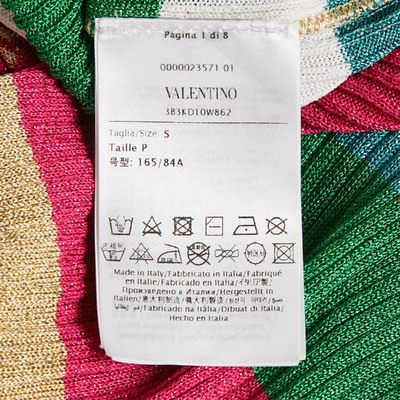 Pagina 1 di 8
0000023571 01
VALENTINO
3B3KD10W862
Taglia/Size S
Taille P
号型: 165/84A
Made in Italy/Fabbricato in Italia/Fabriqué
en Italie/Fabricado en Italia/イタリア製/
Произведено в Италии/Hergestellt in
Italien/意大利制造/義大利製造/
/Fabricado na Itália/Dibuat di Italia/
Hecho en Italia